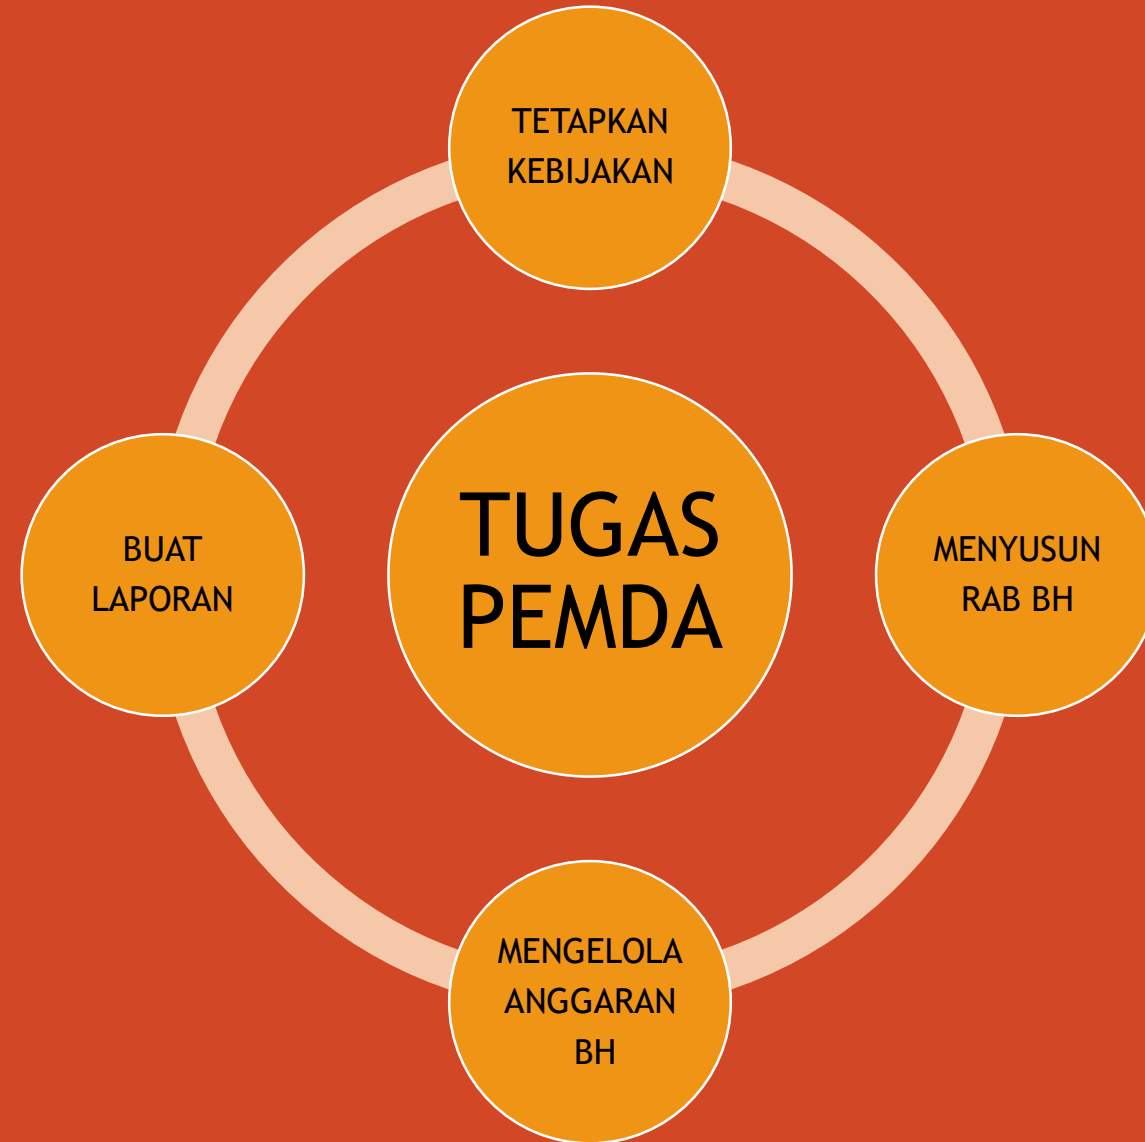 TETAPKAN
KEBIJAKAN
TUGAS
PEMDA
MENYUSUN
RAB BH
MENGELOLA
ANGGARAN
BH
BUAT
LAPORAN